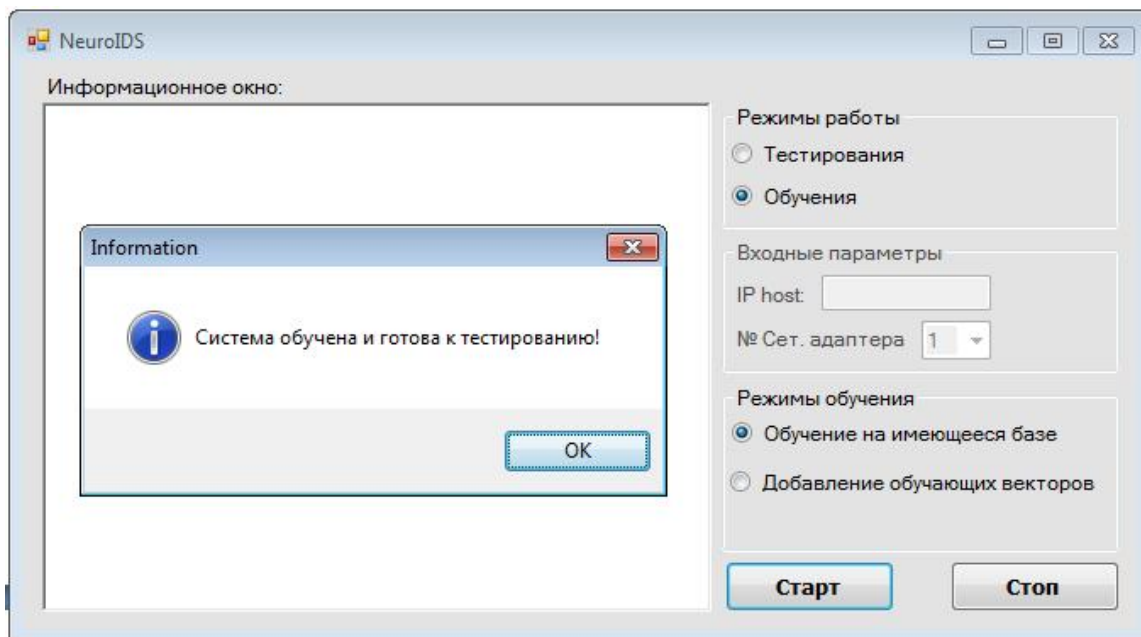 NeuroIDS
Информационное окно:
Information
Система обучена и готова к тестированию!
OK
Режимы работы
Тестирования
Обучения
Входные параметры
IP host:
№ Сет. адаптера 1
Режимы обучения
Обучение на имеющееся базе
Добавление обучающих векторов
Старт
Стоп